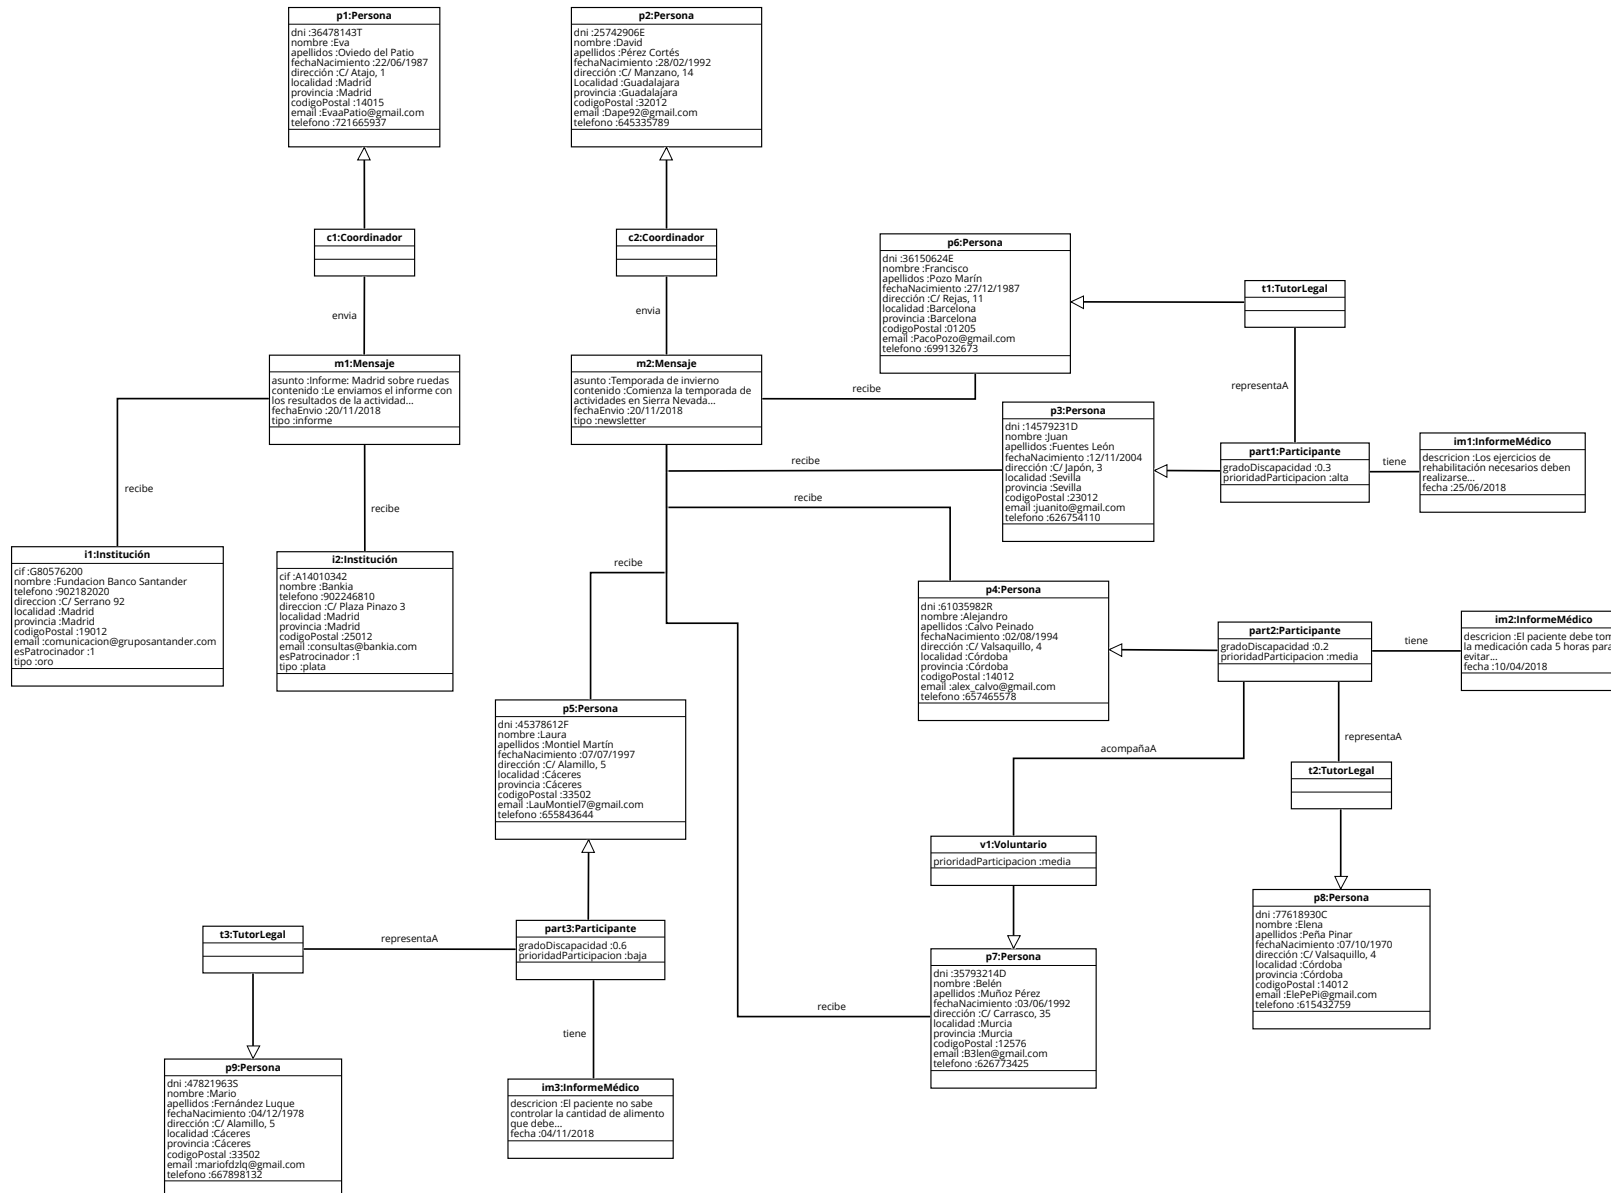 p1:Persona
dni :36478143T
nombre :Eva
apellidos :Oviedo del Patio
fechaNacimiento :22/06/1987
dirección :C/ Atajo, 1
localidad :Madrid
provincia :Madrid
codigoPostal :14015
email :EvaaPatio@gmail.com
telefono :721665937
p2:Persona
dni :25742906E
nombre :David
apellidos :Pérez Cortés
fechaNacimiento :28/02/1992
dirección :C/ Manzano, 14
Localidad :Guadalajara
provincia :Guadalajara
codigoPostal :32012
email :Dape92@gmail.com
telefono :645335789
c1:Coordinador
c2:Coordinador
envia
envia
p6:Persona
dni :36150624E
nombre :Francisco
apellidos :Pozo Marín
fechaNacimiento :27/12/1987
dirección :C/ Rejas, 11
localidad :Barcelona
provincia :Barcelona
codigoPostal :01205
email :PacoPozo@gmail.com
telefono :699132673
t1:TutorLegal
representaA
m1:Mensaje
asunto :Informe: Madrid sobre ruedas
contenido :Le enviamos el informe con
los resultados de la actividad...
fechaEnvio :20/11/2018
tipo :informe
m2:Mensaje
asunto :Temporada de invierno
contenido :Comienza la temporada de
actividades en Sierra Nevada...
fechaEnvio :20/11/2018
tipo :newsletter
recibe
p3:Persona
dni :14579231D
nombre :Juan
apellidos :Fuentes León
fechaNacimiento :12/11/2004
dirección :C/ Japón, 3
localidad :Sevilla
provincia :Sevilla
codigoPostal :23012
email :juanito@gmail.com
telefono :626754110
part1:Participante
gradoDiscapacidad :0.3
prioridadParticipacion :alta
tiene
im1:InformeMédico
descricion :Los ejercicios de
rehabilitación necesarios deben
realizarse...
fecha :25/06/2018
recibe
recibe
recibe
recibe
recibe
i1:Institución
cif :G80576200
nombre :Fundacion Banco Santander
telefono :902182020
direccion :C/ Serrano 92
localidad :Madrid
provincia :Madrid
codigoPostal :19012
email :comunicacion@gruposantander.com
esPatrocinador :1
tipo :oro
i2:Institución
cif :A14010342
nombre :Bankia
telefono :902246810
direccion :C/ Plaza Pinazo 3
localidad :Madrid
provincia :Madrid
codigoPostal :25012
email :consultas@bankia.com
esPatrocinador :1
tipo :plata
p4:Persona
dni :61035982R
nombre :Alejandro
apellidos :Calvo Peinado
fechaNacimiento :02/08/1994
dirección :C/ Valsaquillo, 4
localidad :Córdoba
provincia :Córdoba
codigoPostal :14012
email :alex_calvo@gmail.com
telefono :657465578
part2:Participante
gradoDiscapacidad :0.2
prioridadParticipacion :media
tiene
im2:InformeMédico
descricion :El paciente debe tom
la medicación cada 5 horas para
evitar...
fecha :10/04/2018
p5:Persona
dni :45378612F
nombre :Laura
apellidos :Montiel Martín
fechaNacimiento :07/07/1997
dirección :C/ Alamillo, 5
localidad :Cáceres
provincia :Cáceres
codigoPostal :33502
email :LauMontiel7@gmail.com
telefono :655843644
acompañaA
representaA
t2:TutorLegal
v1:Voluntario
prioridadParticipacion :media
p8:Persona
dni :77618930C
nombre :Elena
apellidos :Peña Pinar
fechaNacimiento :07/10/1970
dirección :C/ Valsaquillo, 4
localidad :Córdoba
provincia :Córdoba
codigoPostal :14012
email :ElePePi@gmail.com
telefono :615432759
t3:TutorLegal
representaA
part3:Participante
gradoDiscapacidad :0.6
prioridadParticipacion :baja
p7:Persona
dni :35793214D
nombre :Belén
apellidos :Muñoz Pérez
fechaNacimiento :03/06/1992
dirección :C/ Carrasco, 35
localidad :Murcia
provincia :Murcia
codigoPostal :12576
email :B3len@gmail.com
telefono :626773425
recibe
tiene
p9:Persona
dni :47821963S
nombre :Mario
apellidos :Fernández Luque
fechaNacimiento :04/12/1978
dirección :C/ Alamillo, 5
localidad :Cáceres
provincia :Cáceres
codigoPostal :33502
email :mariofdzlq@gmail.com
telefono :667898132
im3:InformeMédico
descricion :El paciente no sabe
controlar la cantidad de alimento
que debe...
fecha :04/11/2018